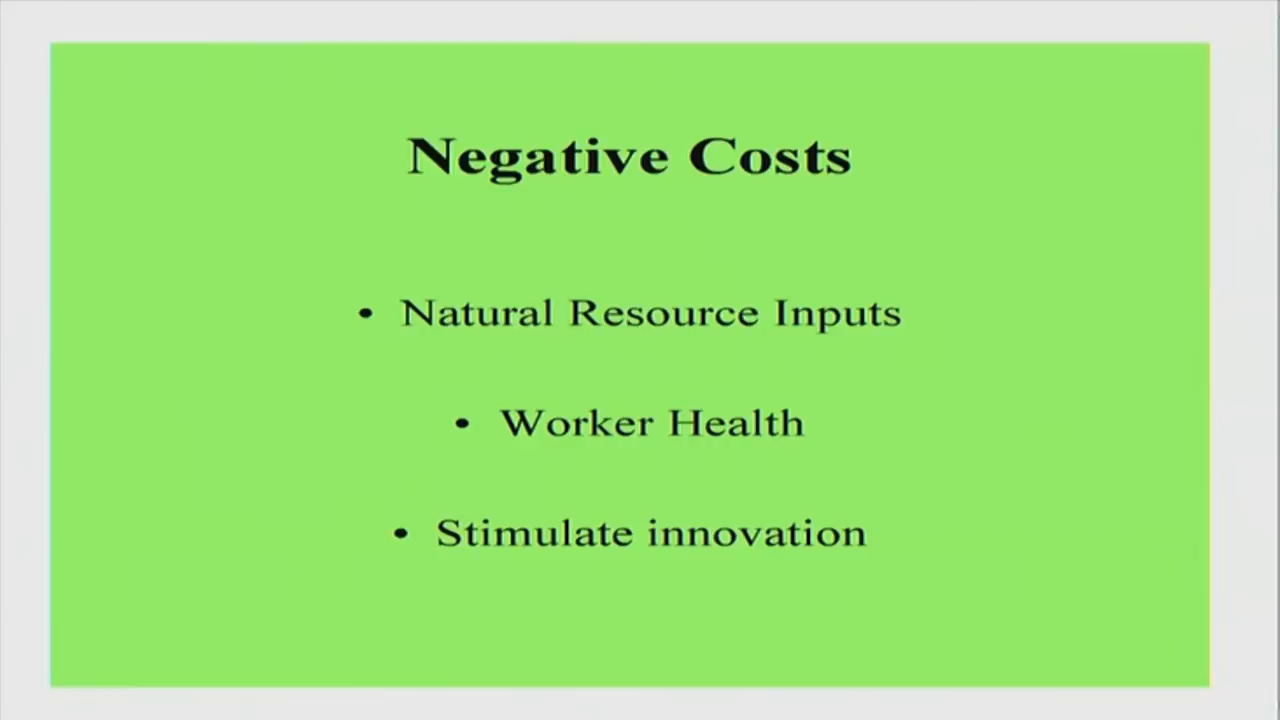 Negative Costs
• Natural Resource Inputs
• Worker Health
• Stimulate innovation